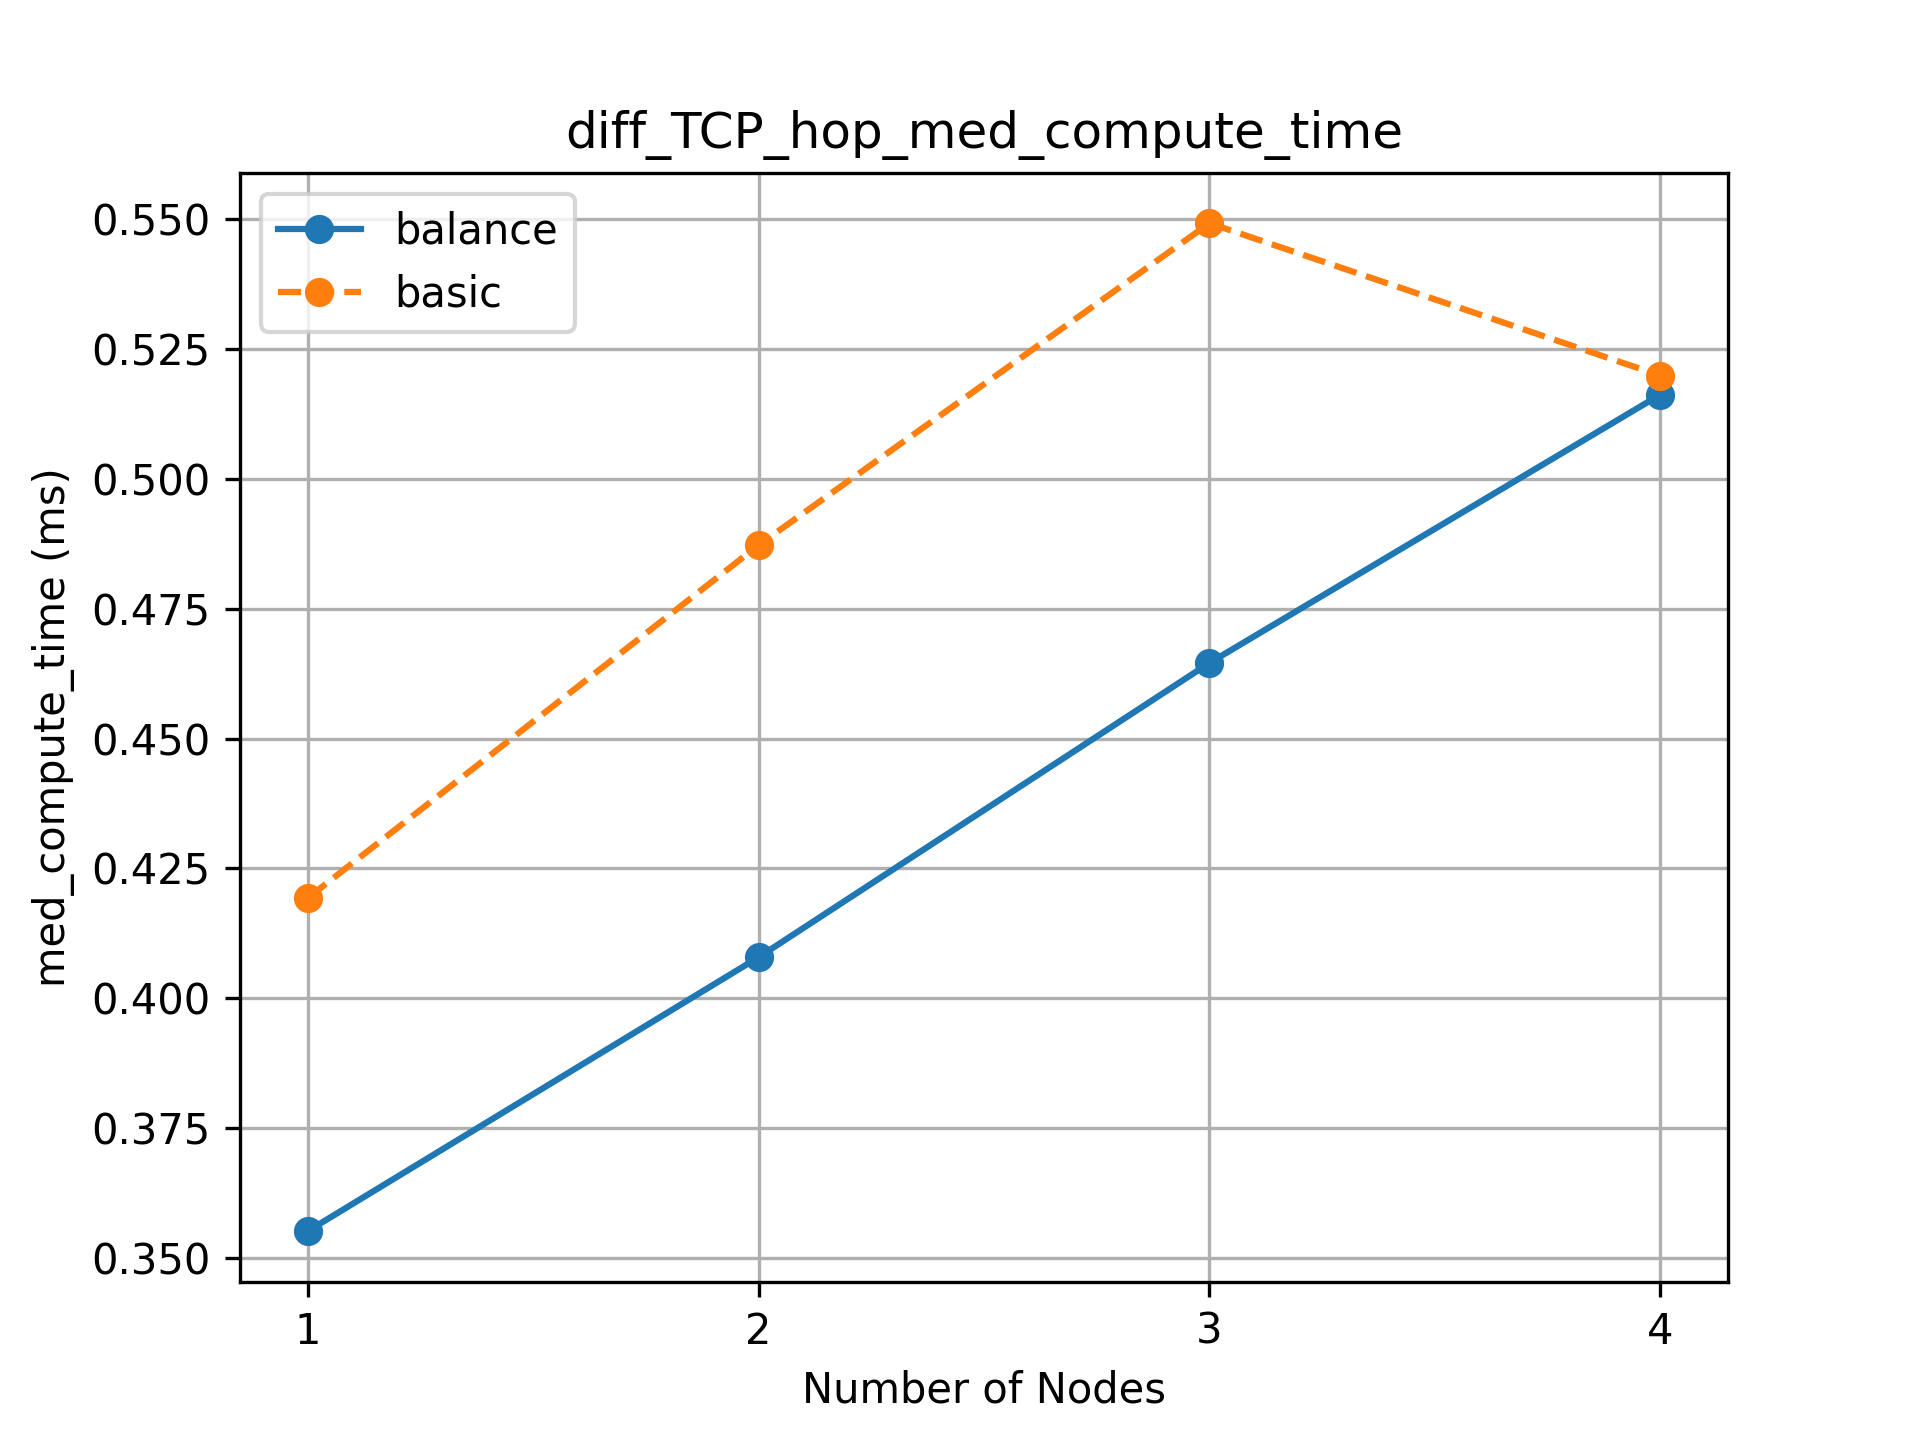 diff_TCP_hop_med_compute_time
balance
basic
0.550
0.525
0.500
0.475
0.450
0.425
0.400
0.375
0.350
med_compute_time (ms)
1 2 3 4
Number of Nodes